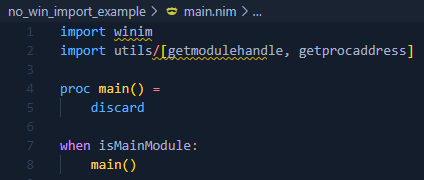 no_win_import_example > main.nim > ...
1 import winim
2 import utils/[getmodulehandle, getprocaddress]
3
4 proc main() =
5     discard
6
7 when isMainModule:
8     main()